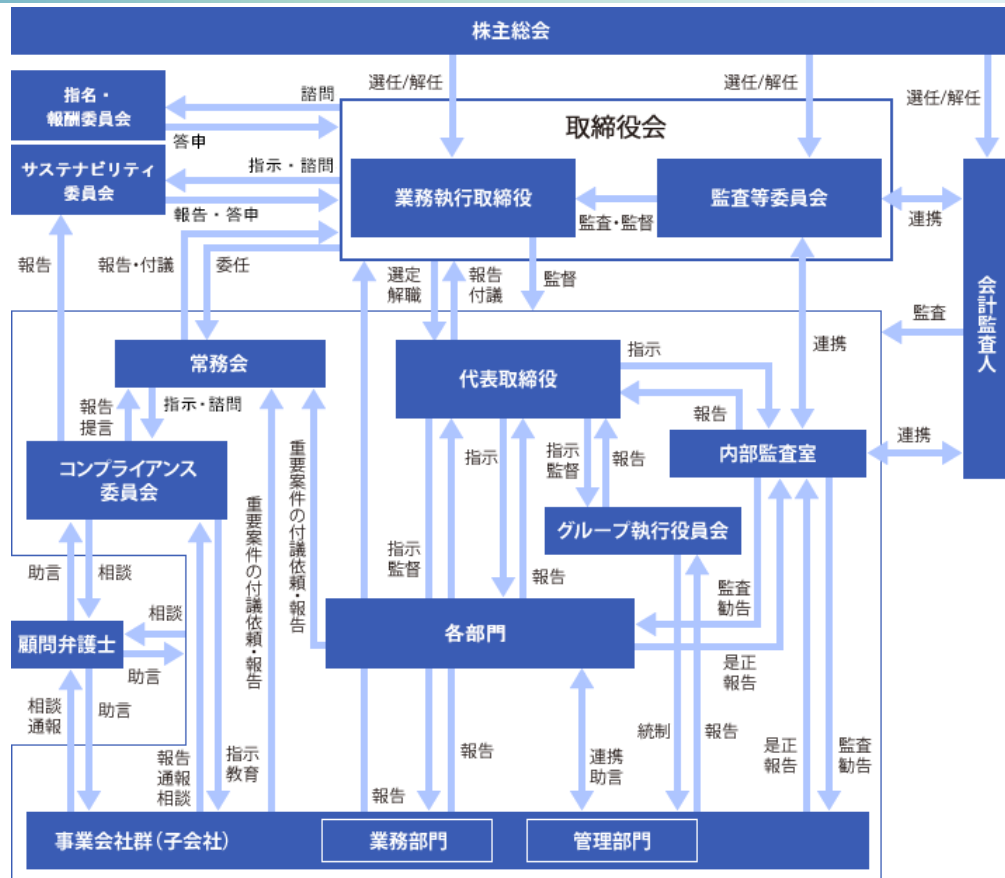 株主総会
選任/解任
選任/解任
選任/解任
指名・
報酬委員会
諮問
答申
取締役会
サステナビリティ
委員会
指示・諮問
報告・答申
業務執行取締役
監査・監督
監査等委員会
連携
会計監査人
報告
報告・付議
委任
選定
解職
報告
付議
監督
連携
監査
常務会
代表取締役
指示
報告
報告
提言
指示・諮問
コンプライアンス
委員会
重要案件の付議依頼・報告
重要案件の付議依頼・報告
指示
指示
監督
報告
内部監査室
連携
グループ執行役員会
助言
相談
指示
監督
報告
監査
勧告
相談
顧問弁護士
助言
各部門
是正
報告
相談
通報
助言
報告
通報
相談
指示
教育
報告
報告
連携
助言
統制
報告
是正
報告
監査
勧告
事業会社群（子会社）
業務部門
管理部門